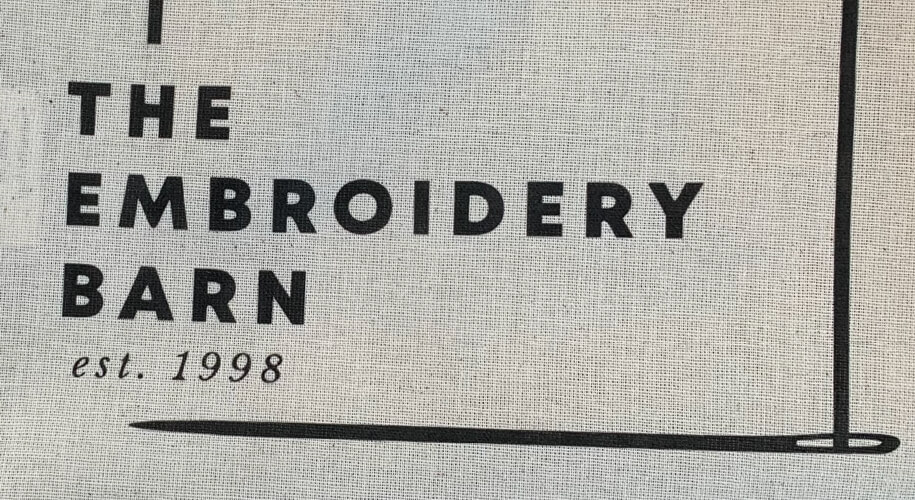 THE
EMBROIDERY
BARN
est. 1998